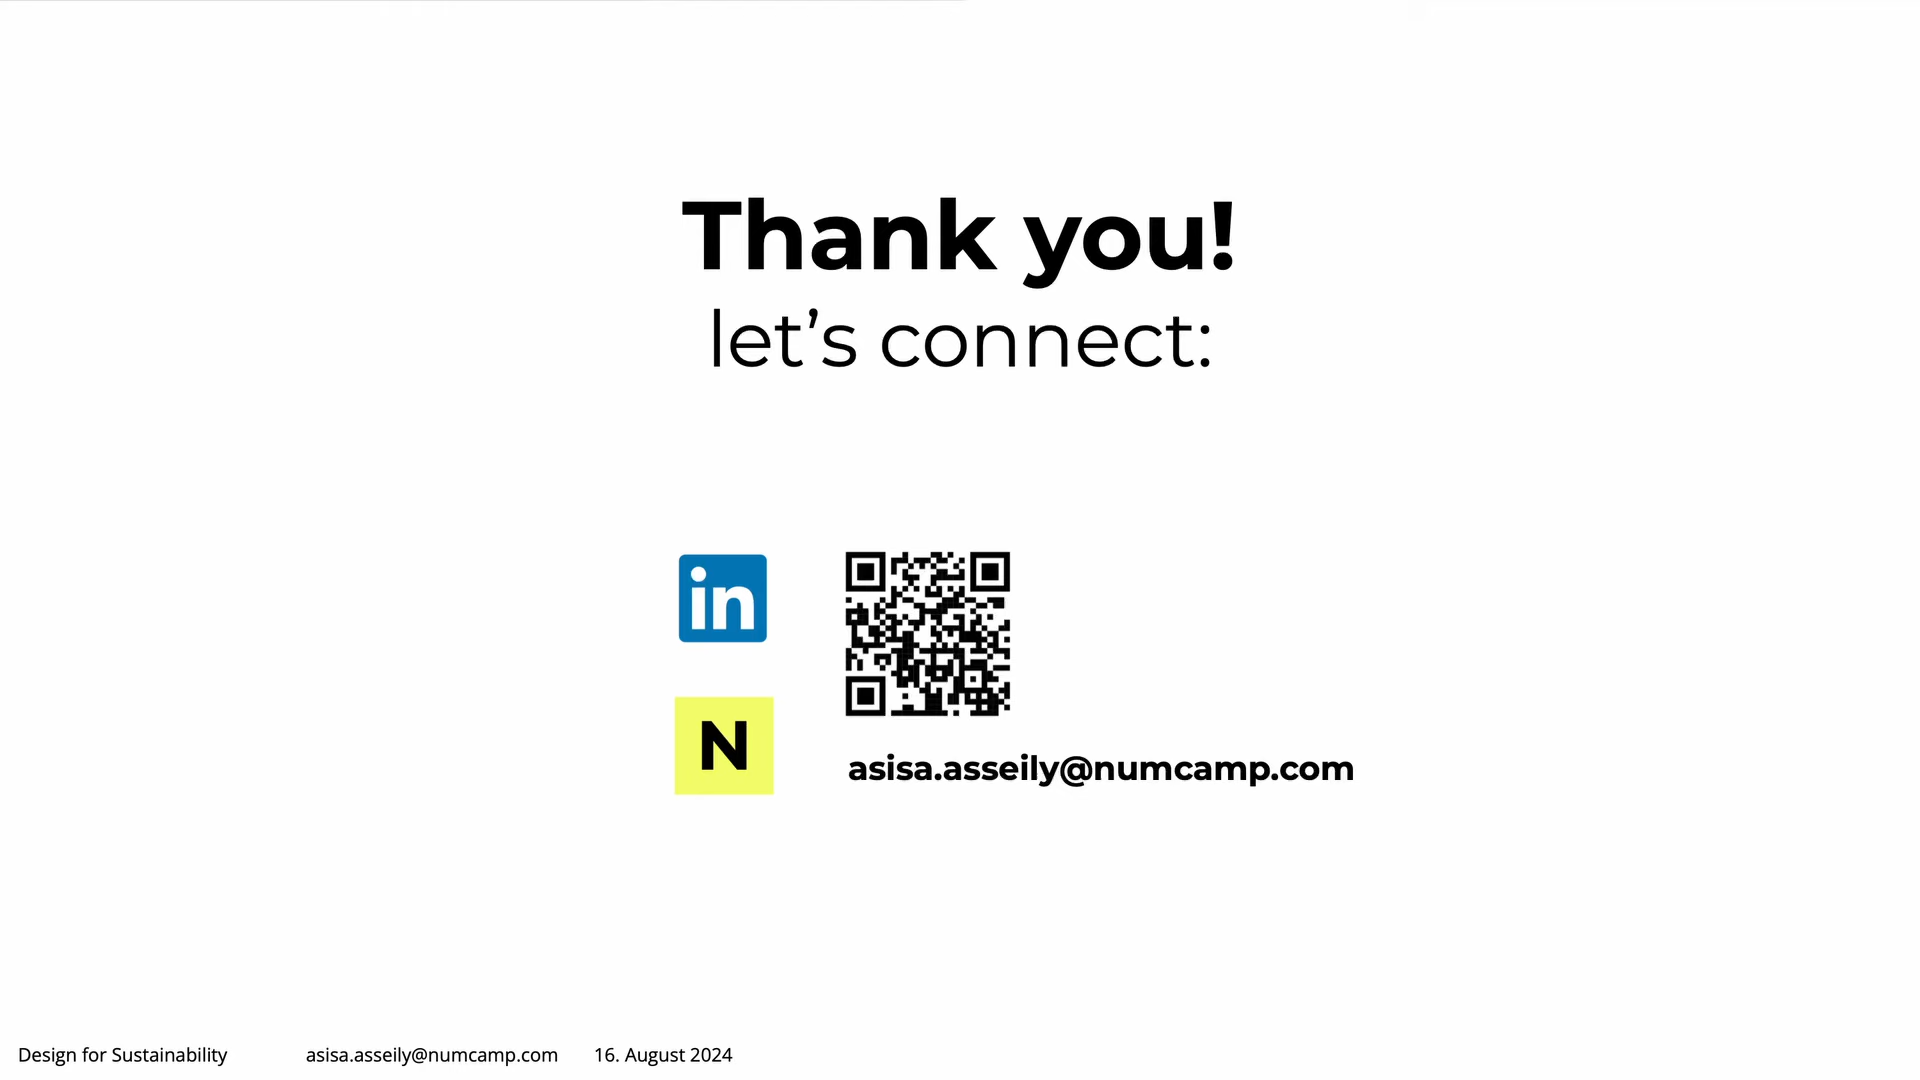 Thank you!
let’s connect:
in
N
asisa.asseily@numcamp.com
Design for Sustainability
asisa.asseily@numcamp.com
16. August 2024